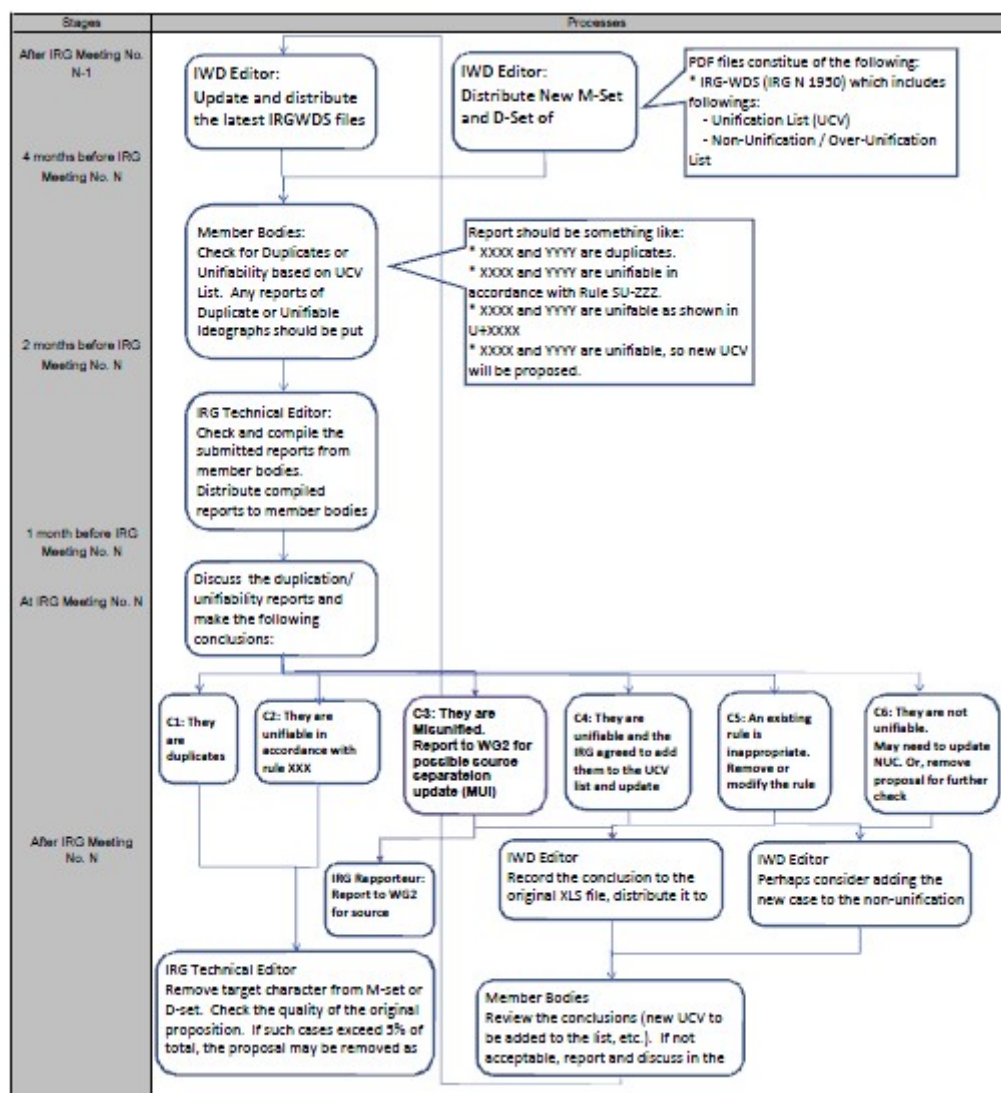 Stages
Processes
After IRG Meeting No.
N-1
IWD Editor:
Update and distribute
the latest IRGWDS files
IWD Editor:
Distribute New M-Set
and D-Set of
PDF files constitue of the following:
* IRG-WDS (IRG N 1930) which includes
followings:
- Unification List (UCV)
- Non-Unification / Over-Unification
List
4 months before IRG
Meeting No. N
Member Bodies:
Check for Duplicates or
Unifiability based on UCV
List. Any reports of
Duplicate or Unifiable
Ideographs should be put
Report should be something like:
* XXXX and YYYY are duplicates.
* XXXX and YYYY are unifiable in
accordance with Rule SU-ZZZ.
* XXXX and YYYY are unifable as shown in
U+XXXX
* XXXX and YYYY are unifiable, so new UCV
will be proposed.
2 months before IRG
Meeting No. N
IRG Technical Editor:
Check and compile the
submitted reports from
member bodies.
Distribute compiled
reports to member bodies
1 month before IRG
Meeting No. N
At IRG Meeting No. N
Discuss the duplication/
unifiability reports and
make the following
conclusions:
C1: They
are
duplicates
C2: They are
unifiable in
accordance with
rule XXX
C3: They are
Misunified.
Report to WG2 for
possible source
separateion
update (MUI)
C4: They are
unifiable and the
IRG agreed to add
them to the UCV
list and update
C5: An existing
rule is
inappropriate.
Remove or
modify the rule
C6: They are not
unifiable.
May need to update
NUC. Or, remove
proposal for further
check
After IRG Meeting
No. N
IRG Rapporteur:
Report to WG2
for source
IWD Editor
Record the conclusion to the
original XLS file, distribute it to
IWD Editor
Perhaps consider adding the
new case to the non-unification
IRG Technical Editor
Remove target character from M-set or
D-set. Check the quality of the original
proposition. If such cases exceed 5% of
total, the proposal may be removed as
Member Bodies
Review the conclusions (new UCV to
be added to the list, etc.). If not
acceptable, report and discuss in the